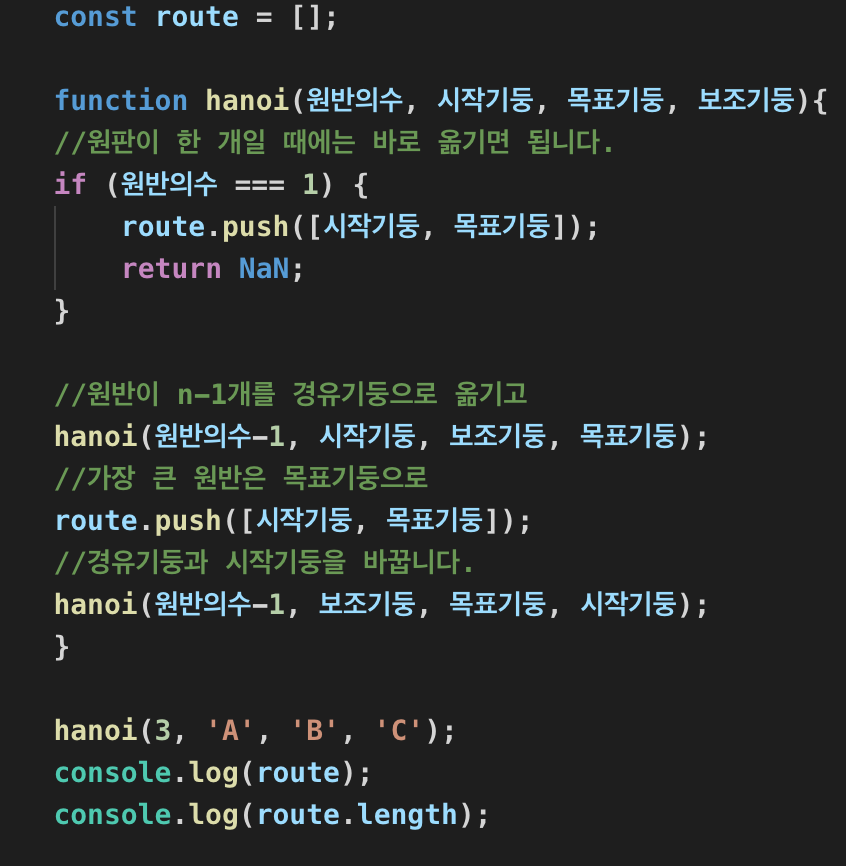 const route = [];
function hanoi(원반의수, 시작기둥, 목표기둥, 보조기둥){
//원판이 한 개일 때에는 바로 옮기면 됩니다.
if (원반의수 === 1) {
route.push([시작기둥, 목표기둥]);
return NaN;
}
//원반이 n-1개를 경유기둥으로 옮기고
hanoi(원반의수-1, 시작기둥, 보조기둥, 목표기둥);
//가장 큰 원반은 목표기둥으로
route.push([시작기둥, 목표기둥]);
//경유기둥과 시작기둥을 바꿉니다.
hanoi(원반의수-1, 보조기둥, 목표기둥, 시작기둥);
}
hanoi(3, 'A', 'B', 'C');
console.log(route);
console.log(route.length);